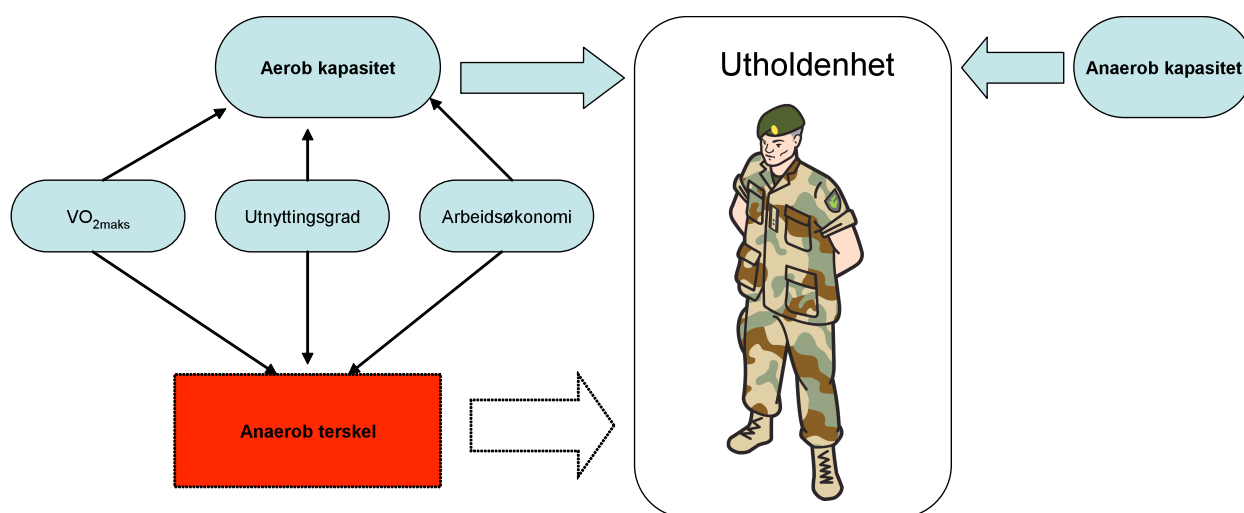 Aerob kapasitet
Utholdenhet
Anaerob kapasitet
VO₂maks
Utnyttingsgrad
Arbeidsøkonomi
Anaerob terskel